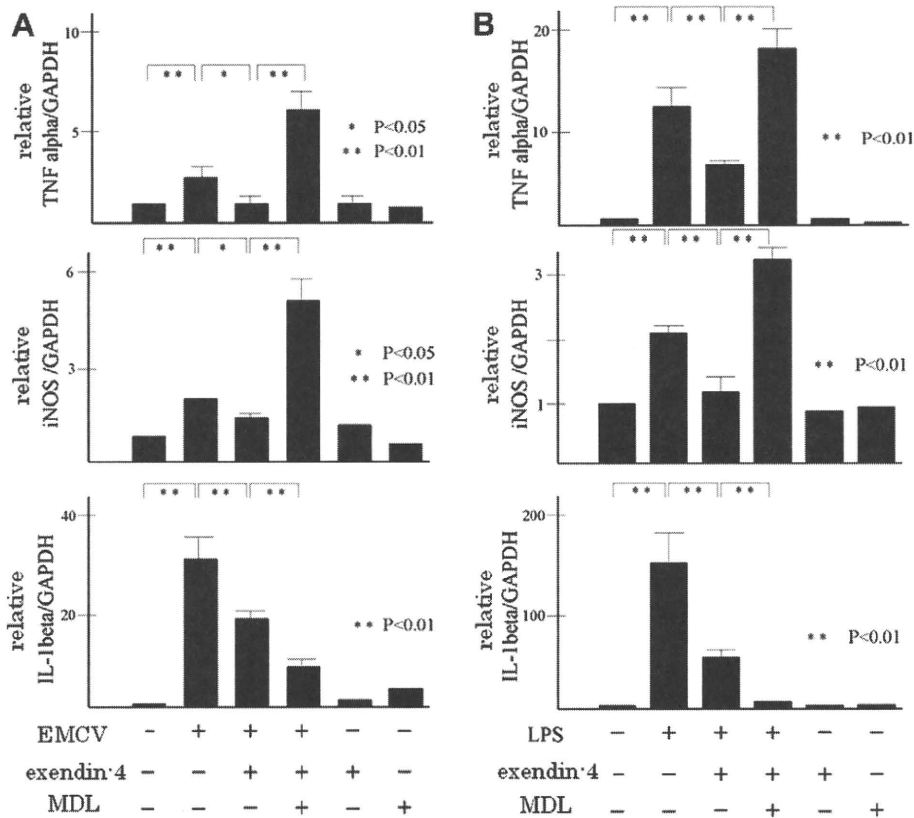 A
relative
TNF alpha/GAPDH
10
5
** * **
* P<0.05
** P<0.01
relative
iNOS/GAPDH
6
3
** * **
* P<0.05
** P<0.01
relative
IL-1beta/GAPDH
40
20
** ** **
** P<0.01
EMCV - + + + - -
exendin·4 - - + + + -
MDL - - - + - +
B
relative
TNF alpha/GAPDH
20
10
** ** **
** P<0.01
relative
iNOS/GAPDH
3
1
** ** **
** P<0.01
relative
IL-1beta/GAPDH
200
100
** ** **
** P<0.01
LPS - + + + - -
exendin·4 - - + + + -
MDL - - - + - +